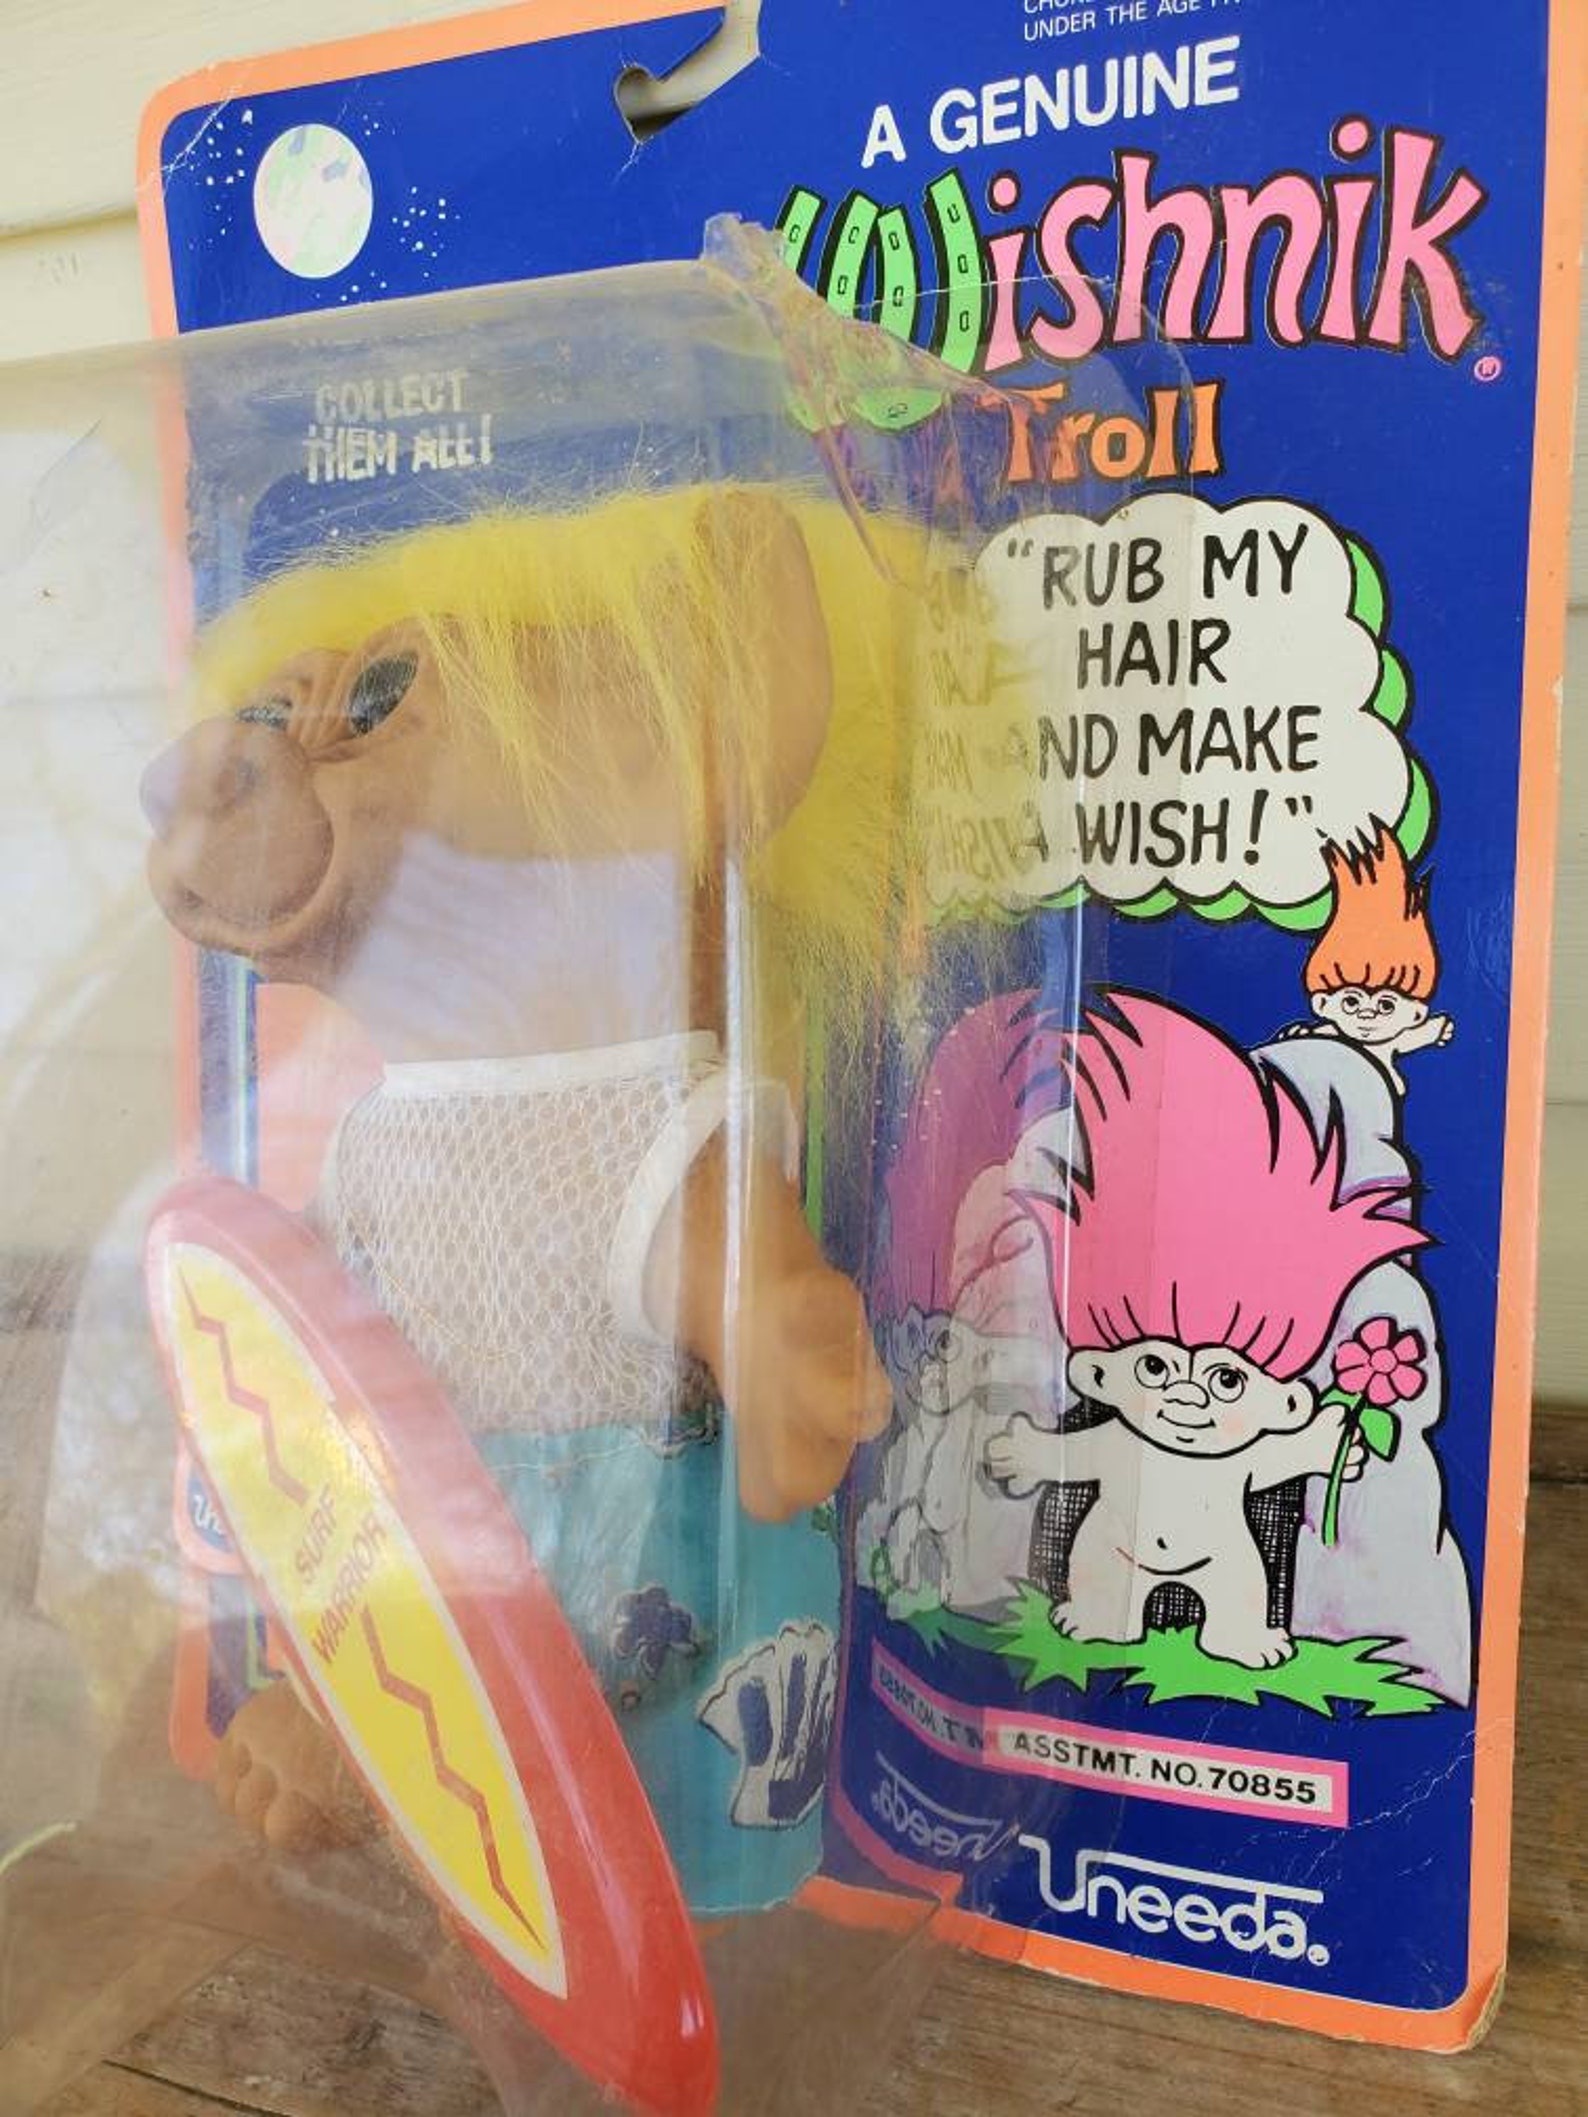 UNDER THE AGE
A GENUINE
Wishnik
Troll
COLLECT
THEM ALL!
"RUB MY
HAIR
AND MAKE
A WISH!"
SURF
WARRIOR
ASSTMT. NO. 70855
Uneeda®